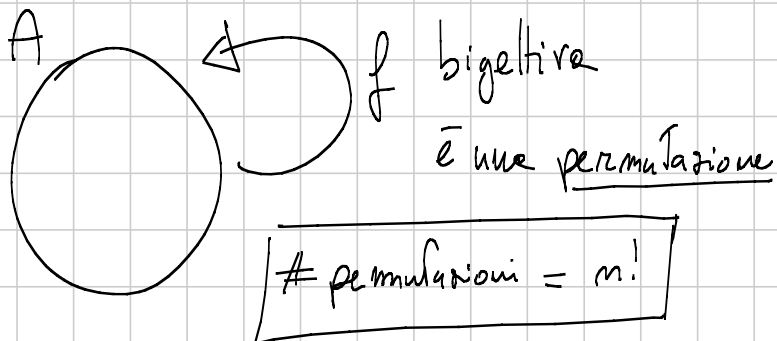 A
f bigettiva
è una permutazione
# permutazioni = n!